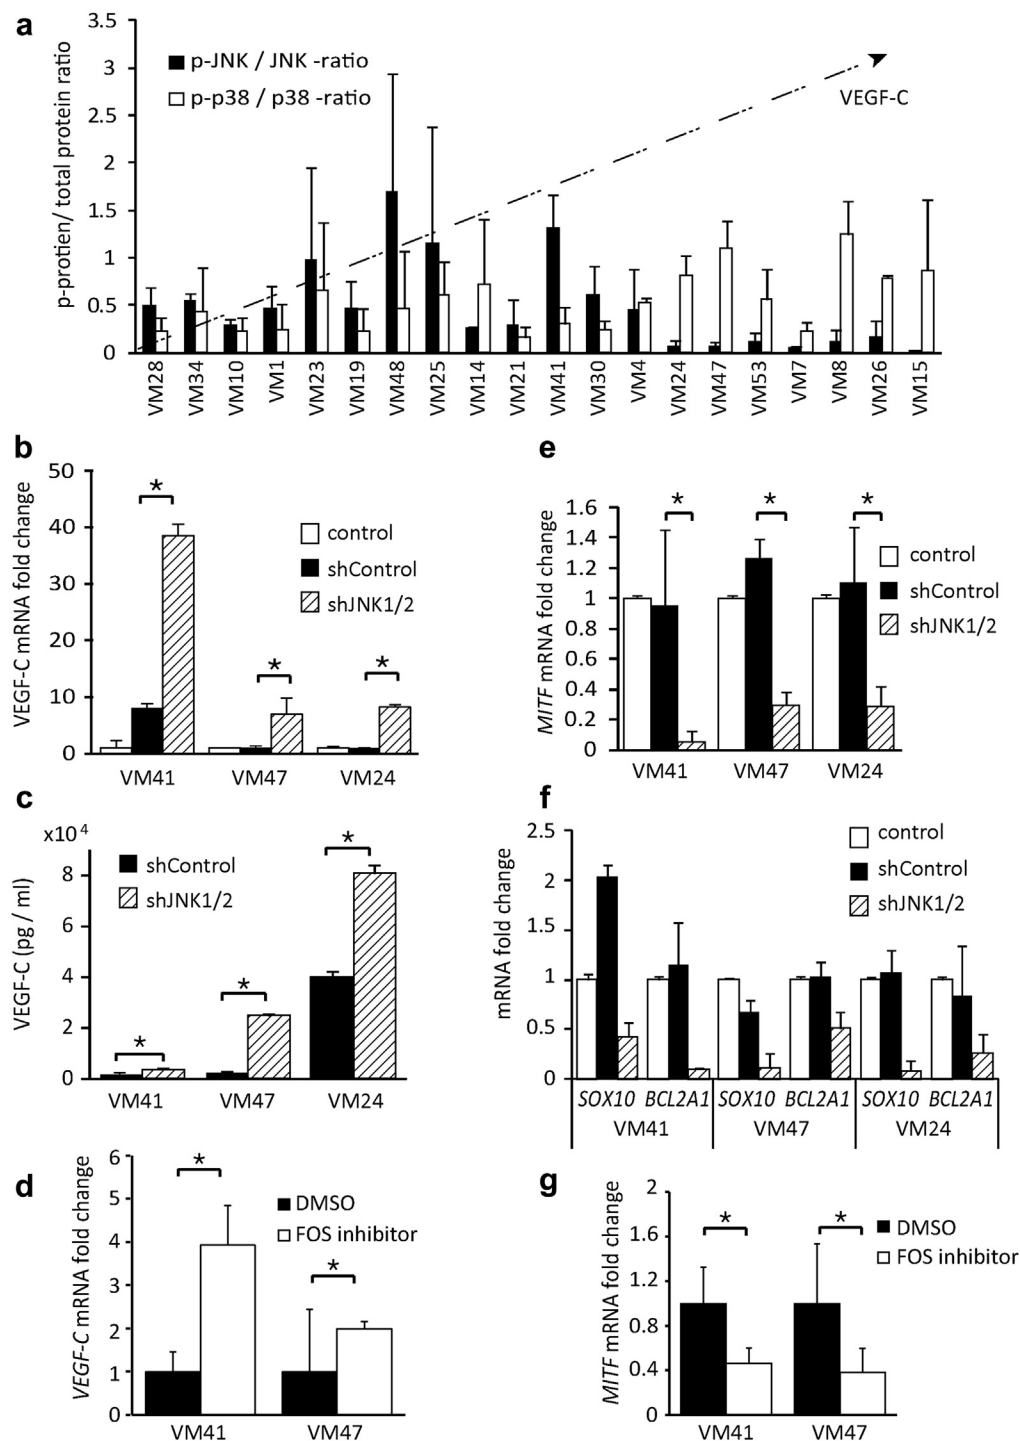 a
p-protien/ total protein ratio
3.5
3
2.5
2
1.5
1
0.5
0
p-JNK / JNK -ratio
p-p38 / p38 -ratio
VEGF-C
VM28 VM34 VM10 VM1 VM23 VM19 VM48 VM25 VM14 VM21 VM41 VM30 VM4 VM24 VM47 VM53 VM7 VM8 VM26 VM15
b
VEGF-C mRNA fold change
50
40
30
20
10
0
* * *
control
shControl
shJNK1/2
VM41 VM47 VM24
e
MITF mRNA fold change
1.6
1.4
1.2
1
0.8
0.6
0.4
0.2
0
* * *
control
shControl
shJNK1/2
VM41 VM47 VM24
c
x10⁴
VEGF-C (pg / ml)
8
6
4
2
0
* * *
shControl
shJNK1/2
VM41 VM47 VM24
f
mRNA fold change
2.5
2
1.5
1
0.5
0
control
shControl
shJNK1/2
SOX10 BCL2A1 SOX10 BCL2A1 SOX10 BCL2A1
VM41 VM47 VM24
d
VEGF-C mRNA fold change
6
5
4
3
2
1
0
* *
DMSO
FOS inhibitor
VM41 VM47
g
MITF mRNA fold change
2
1.6
1.2
0.8
0.4
0
* *
DMSO
FOS inhibitor
VM41 VM47